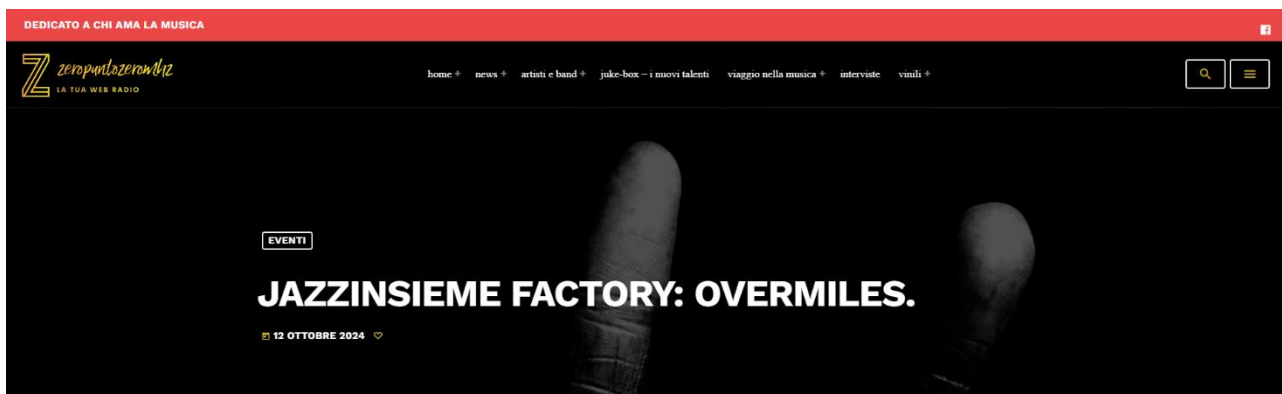 DEDICATO A CHI AMA LA MUSICA
zeropuntozeromhz
LA TUA WEB RADIO
home + news + artisti e band + juke-box – i nuovi talenti viaggio nella musica + interviste vinili +
EVENTI
JAZZINSIEME FACTORY: OVERMILES.
12 OTTOBRE 2024